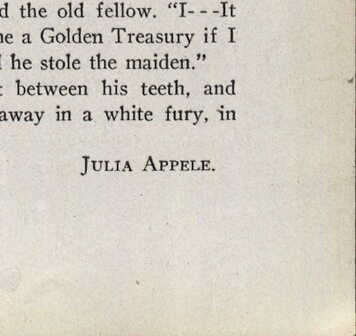 d the old fellow. “I---It
me a Golden Treasury if I
he stole the maiden.”
between his teeth, and
away in a white fury, in
JULIA APPELE.